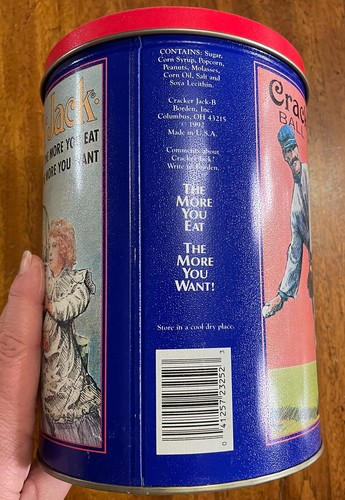 Jack®
THE MORE YOU EAT
MORE YOU WANT
CONTAINS: Sugar,
Corn Syrup, Popcorn,
Peanuts, Molasses,
Corn Oil, Salt and
Soya Lecithin.
Cracker Jack-B
Borden, Inc.
Columbus, OH 43215
© 1992
Made in U.S.A.
Comments about
Cracker Jack?
Write to Borden.
THE
MORE
YOU
EAT
THE
MORE
YOU
WANT!
Store in a cool dry place.
0 41257 23252 3
Crac
BALL